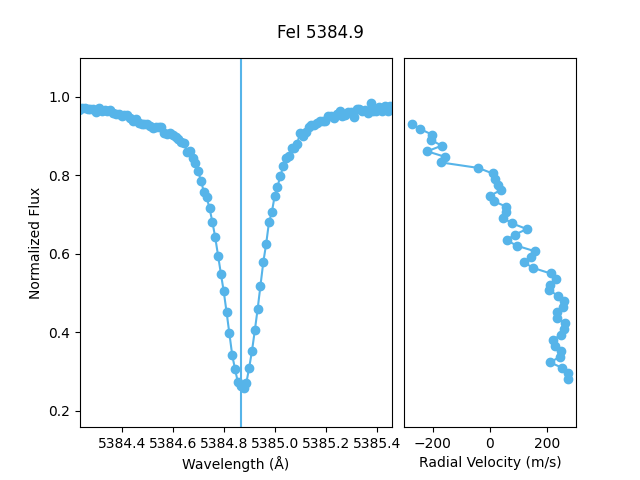 FeI 5384.9
Normalized Flux
1.0
0.8
0.6
0.4
0.2
5384.4 5384.6 5384.8 5385.0 5385.2 5385.4
Wavelength (Å)
−200 0 200
Radial Velocity (m/s)